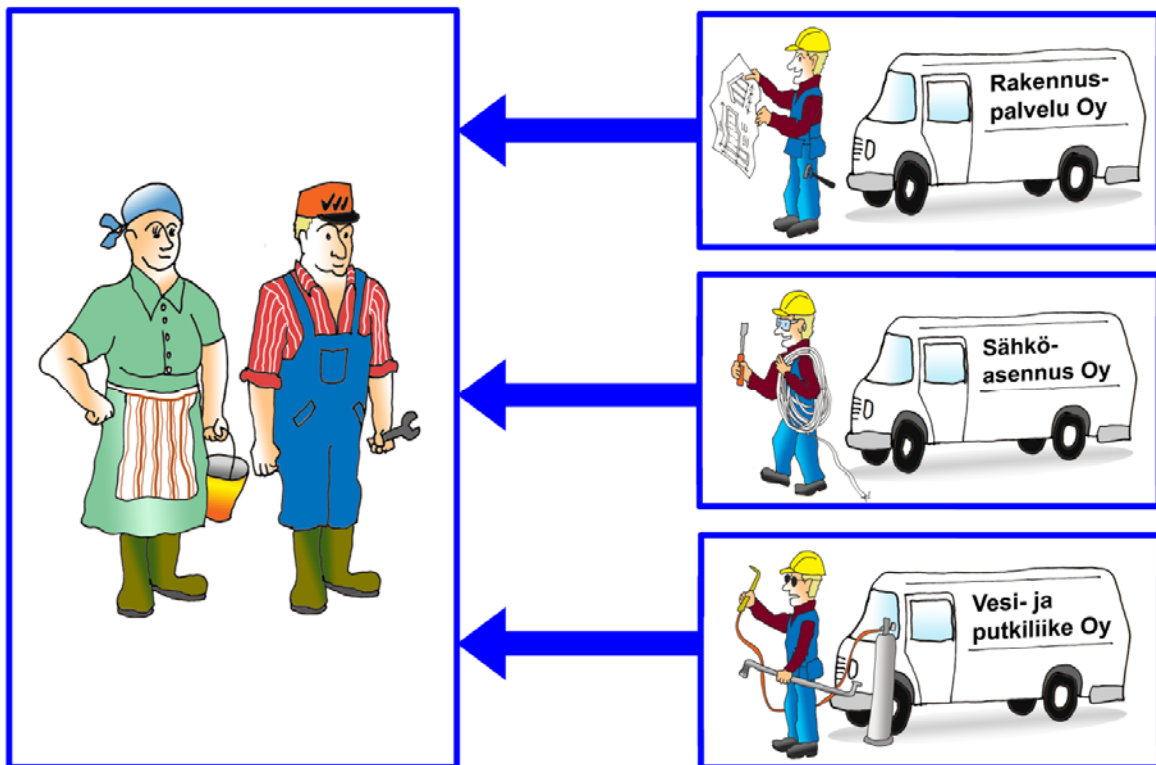 Rakennus-
palvelu Oy
Sähkö-
asennus Oy
Vesi- ja
putkiliike Oy